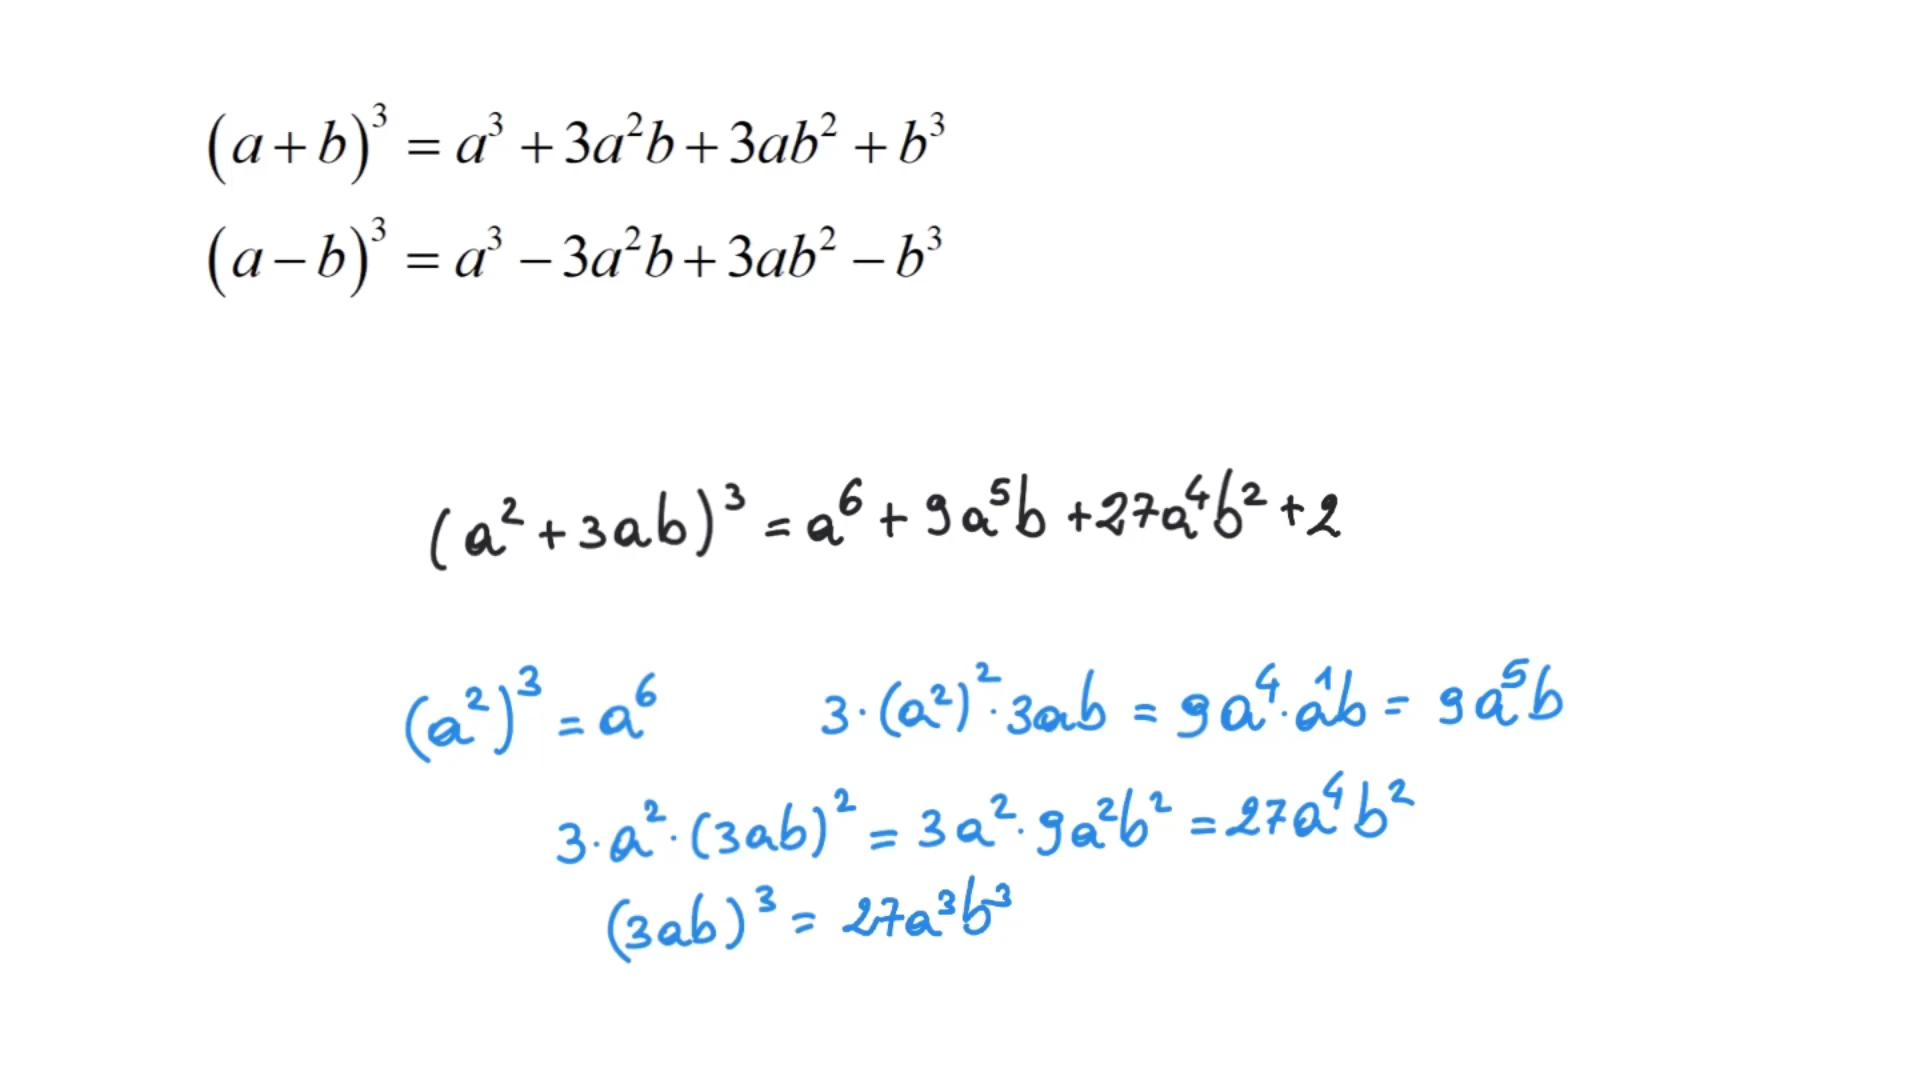 (a+b)³ = a³ + 3a²b + 3ab² + b³
(a−b)³ = a³ − 3a²b + 3ab² − b³
(a² + 3ab)³ = a⁶ + 9a⁵b + 27a⁴b² + 2
(a²)³ = a⁶ 3·(a²)²·3ab = 9a⁴·a¹b = 9a⁵b
3·a²·(3ab)² = 3a²·9a²b² = 27a⁴b²
(3ab)³ = 27a³b³